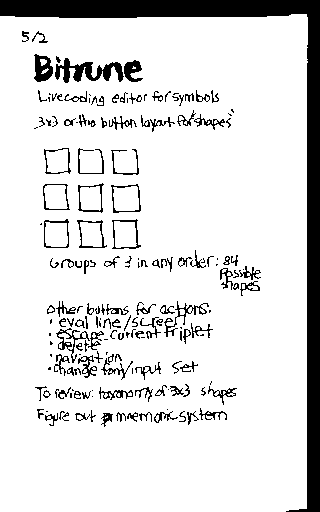 5/2
Bitrune
Livecoding editor for symbols
3x3 ortho button layout for "shapes"
Groups of 3 in any order: 84
Possible
shapes
Other buttons for actions:
• eval line/screen
• escape current triplet
• delete
• navigation
• change font/input set
To review: taxonomy of 3x3 shapes
Figure out mnemonic system